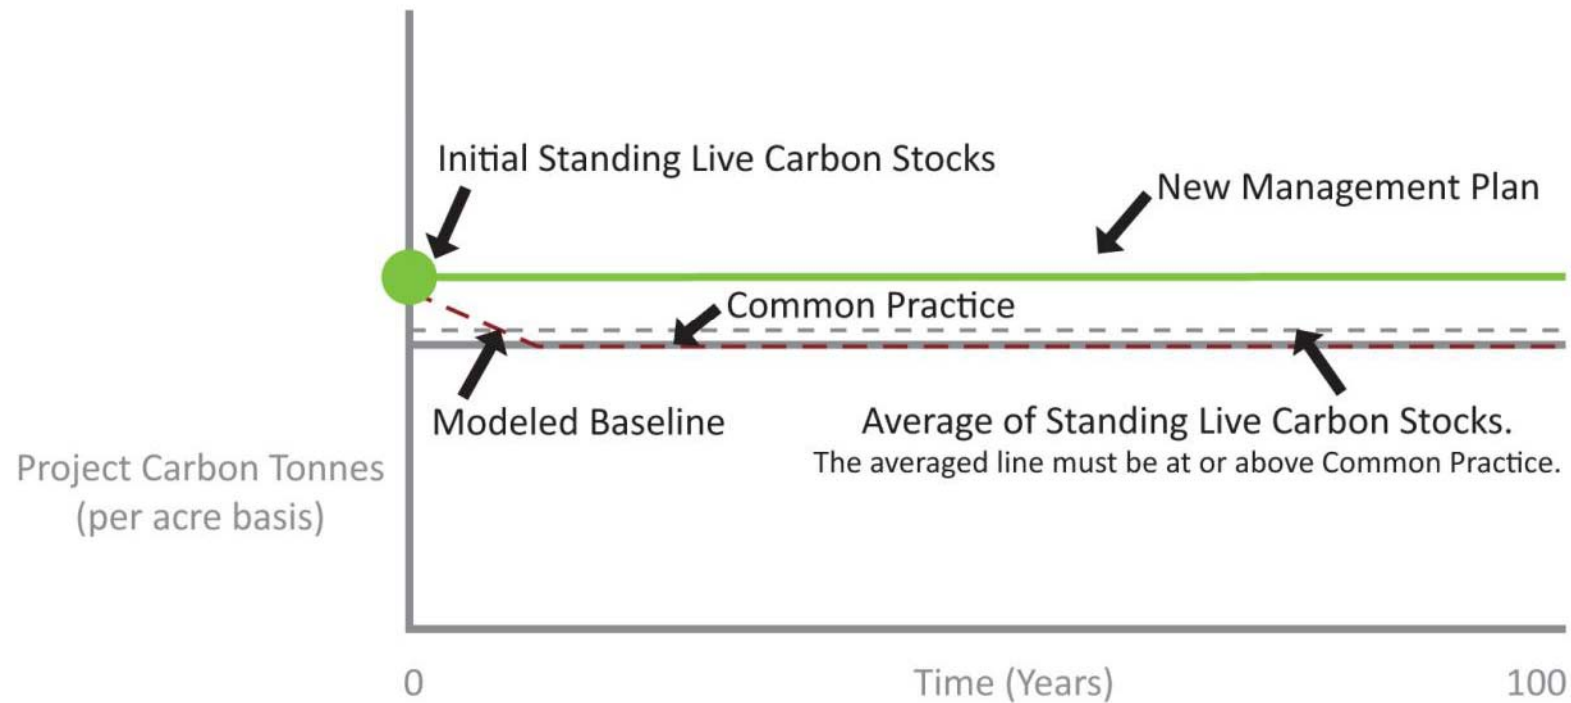 Initial Standing Live Carbon Stocks
New Management Plan
Common Practice
Modeled Baseline
Average of Standing Live Carbon Stocks.
The averaged line must be at or above Common Practice.
Project Carbon Tonnes
(per acre basis)
0
Time (Years)
100